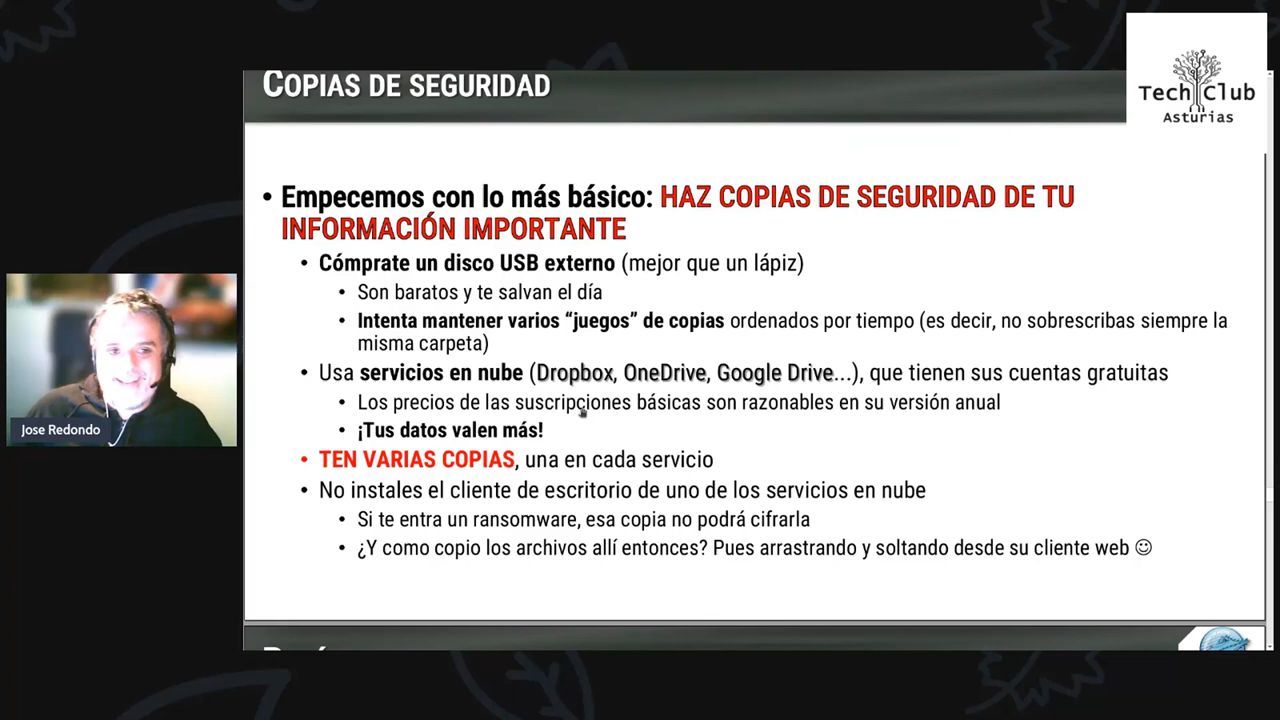 COPIAS DE SEGURIDAD
Tech Club
Asturias
• Empecemos con lo más básico: HAZ COPIAS DE SEGURIDAD DE TU
INFORMACIÓN IMPORTANTE
• Cómprate un disco USB externo (mejor que un lápiz)
• Son baratos y te salvan el día
• Intenta mantener varios “juegos” de copias ordenados por tiempo (es decir, no sobrescribas siempre la
misma carpeta)
• Usa servicios en nube (Dropbox, OneDrive, Google Drive...), que tienen sus cuentas gratuitas
• Los precios de las suscripciones básicas son razonables en su versión anual
• ¡Tus datos valen más!
• TEN VARIAS COPIAS, una en cada servicio
• No instales el cliente de escritorio de uno de los servicios en nube
• Si te entra un ransomware, esa copia no podrá cifrarla
• ¿Y como copio los archivos allí entonces? Pues arrastrando y soltando desde su cliente web ☺
Jose Redondo